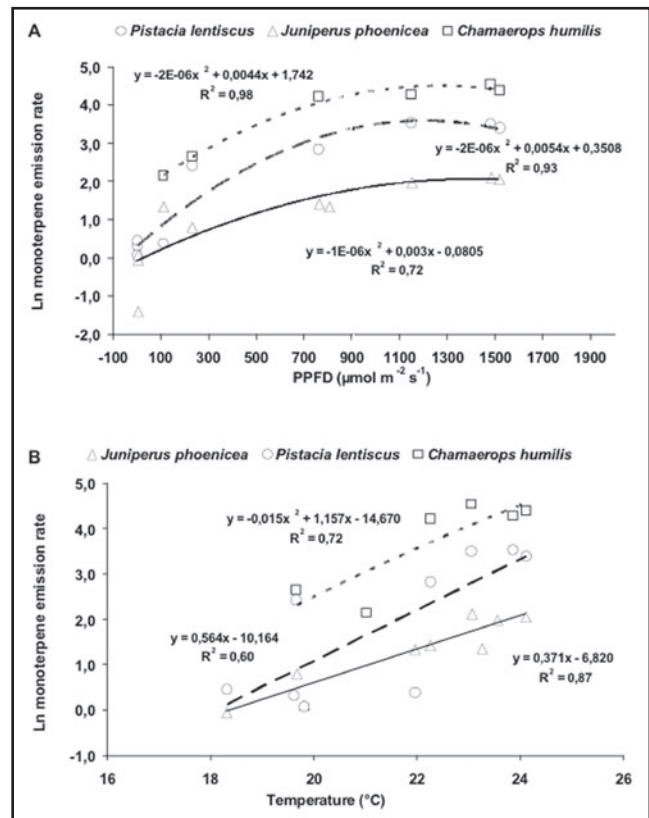 A
Pistacia lentiscus Juniperus phoenicea Chamaerops humilis
5,0
4,0
3,0
2,0
1,0
0,0
-1,0
-2,0
Ln monoterpene emission rate
y = -2E-06x² + 0,0044x + 1,742
R² = 0,98
y = -2E-06x² + 0,0054x + 0,3508
R² = 0,93
y = -1E-06x² + 0,003x - 0,0805
R² = 0,72
-100 100 300 500 700 900 1100 1300 1500 1700 1900
PPFD (µmol m⁻² s⁻¹)
B
Juniperus phoenicea Pistacia lentiscus Chamaerops humilis
5,0
4,0
3,0
2,0
1,0
0,0
-1,0
Ln monoterpene emission rate
y = -0,015x² + 1,157x - 14,670
R² = 0,72
y = 0,564x - 10,164
R² = 0,60
y = 0,371x - 6,820
R² = 0,87
16 18 20 22 24 26
Temperature (°C)